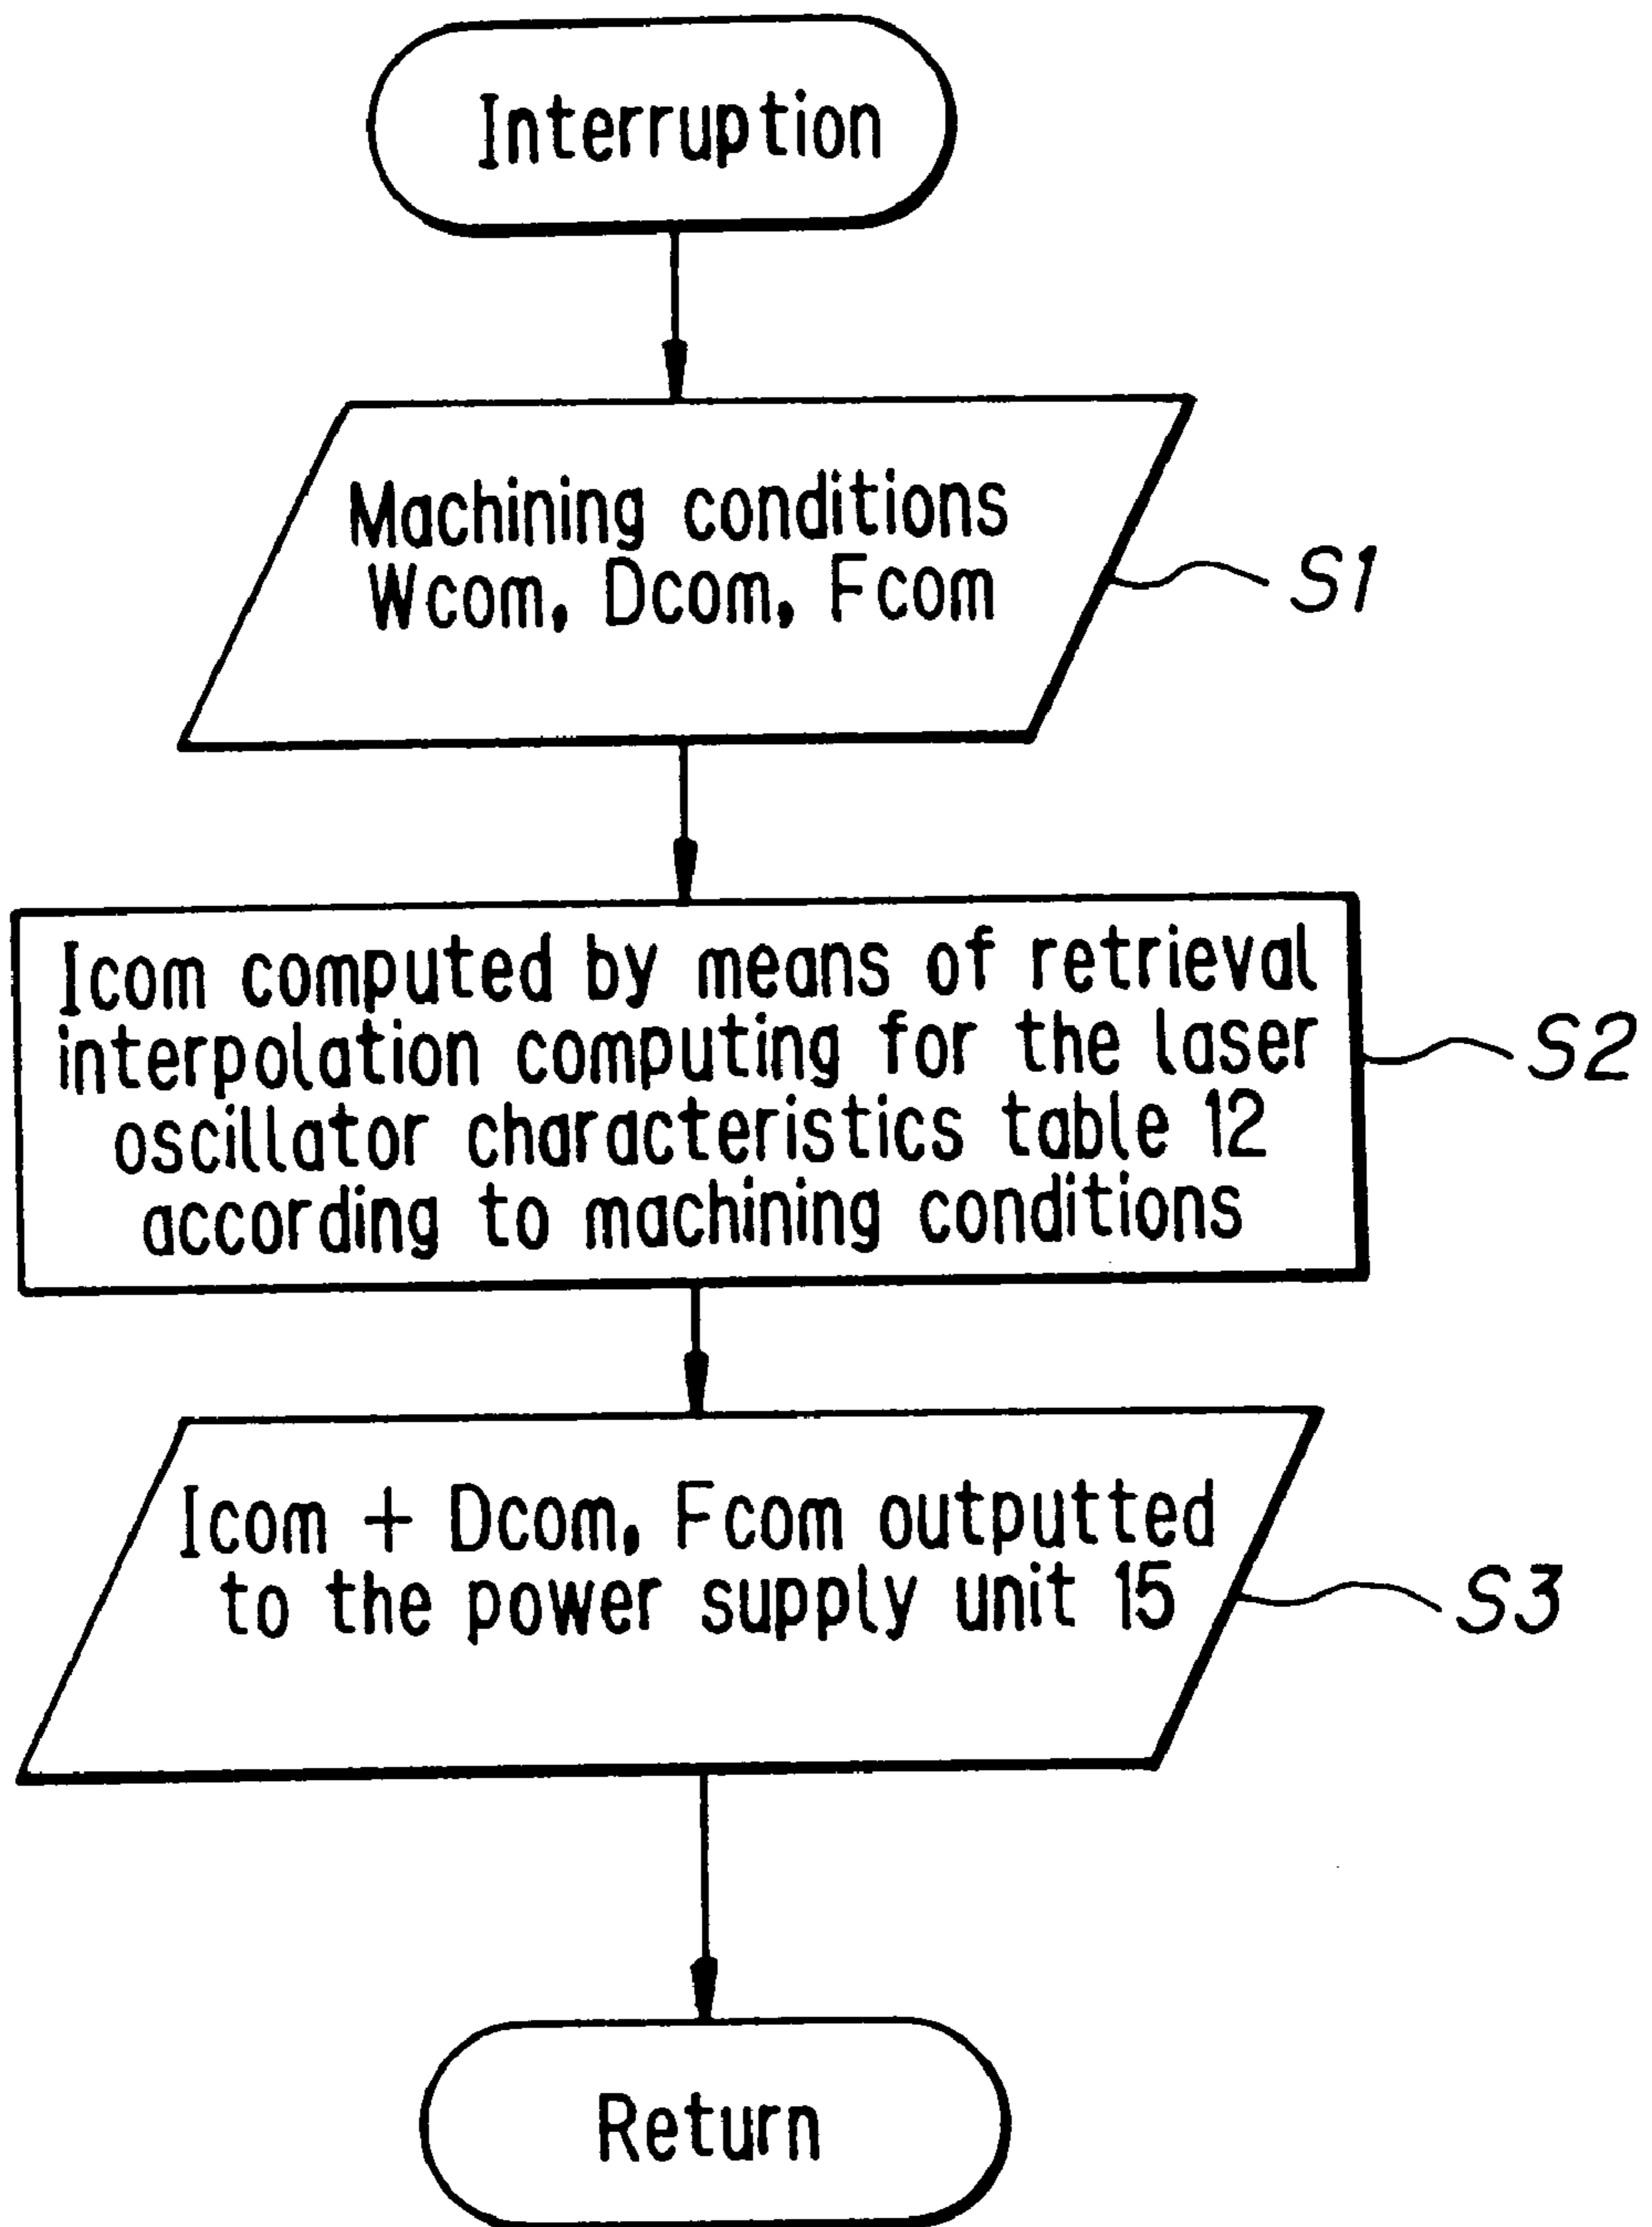 Interruption
Machining conditions
Wcom, Dcom, Fcom
S1
Icom computed by means of retrieval
interpolation computing for the laser
oscillator characteristics table 12
according to machining conditions
S2
Icom + Dcom, Fcom outputted
to the power supply unit 15
S3
Return